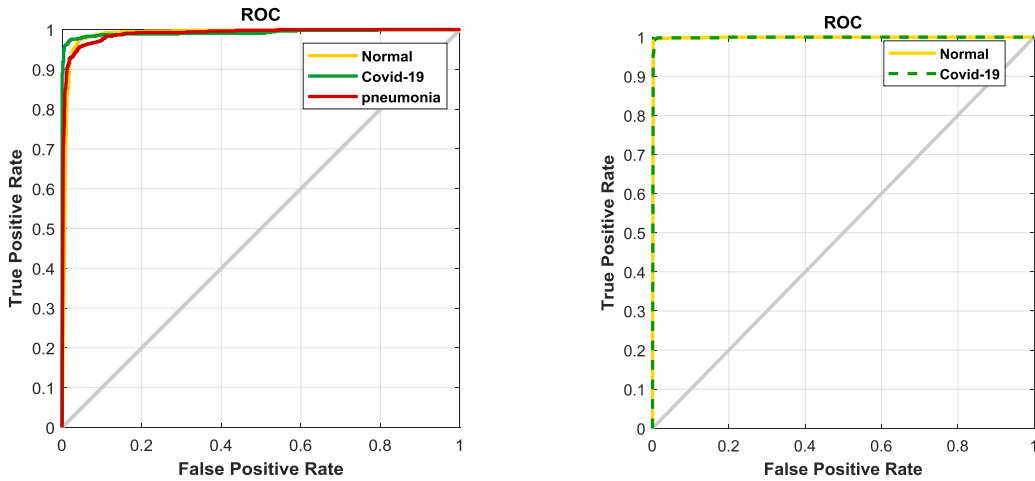 ROC
Normal
Covid-19
pneumonia
1
0.9
0.8
0.7
0.6
0.5
0.4
0.3
0.2
0.1
0
0 0.2 0.4 0.6 0.8 1
True Positive Rate
False Positive Rate
ROC
Normal
Covid-19
1
0.9
0.8
0.7
0.6
0.5
0.4
0.3
0.2
0.1
0
0 0.2 0.4 0.6 0.8 1
True Positive Rate
False Positive Rate